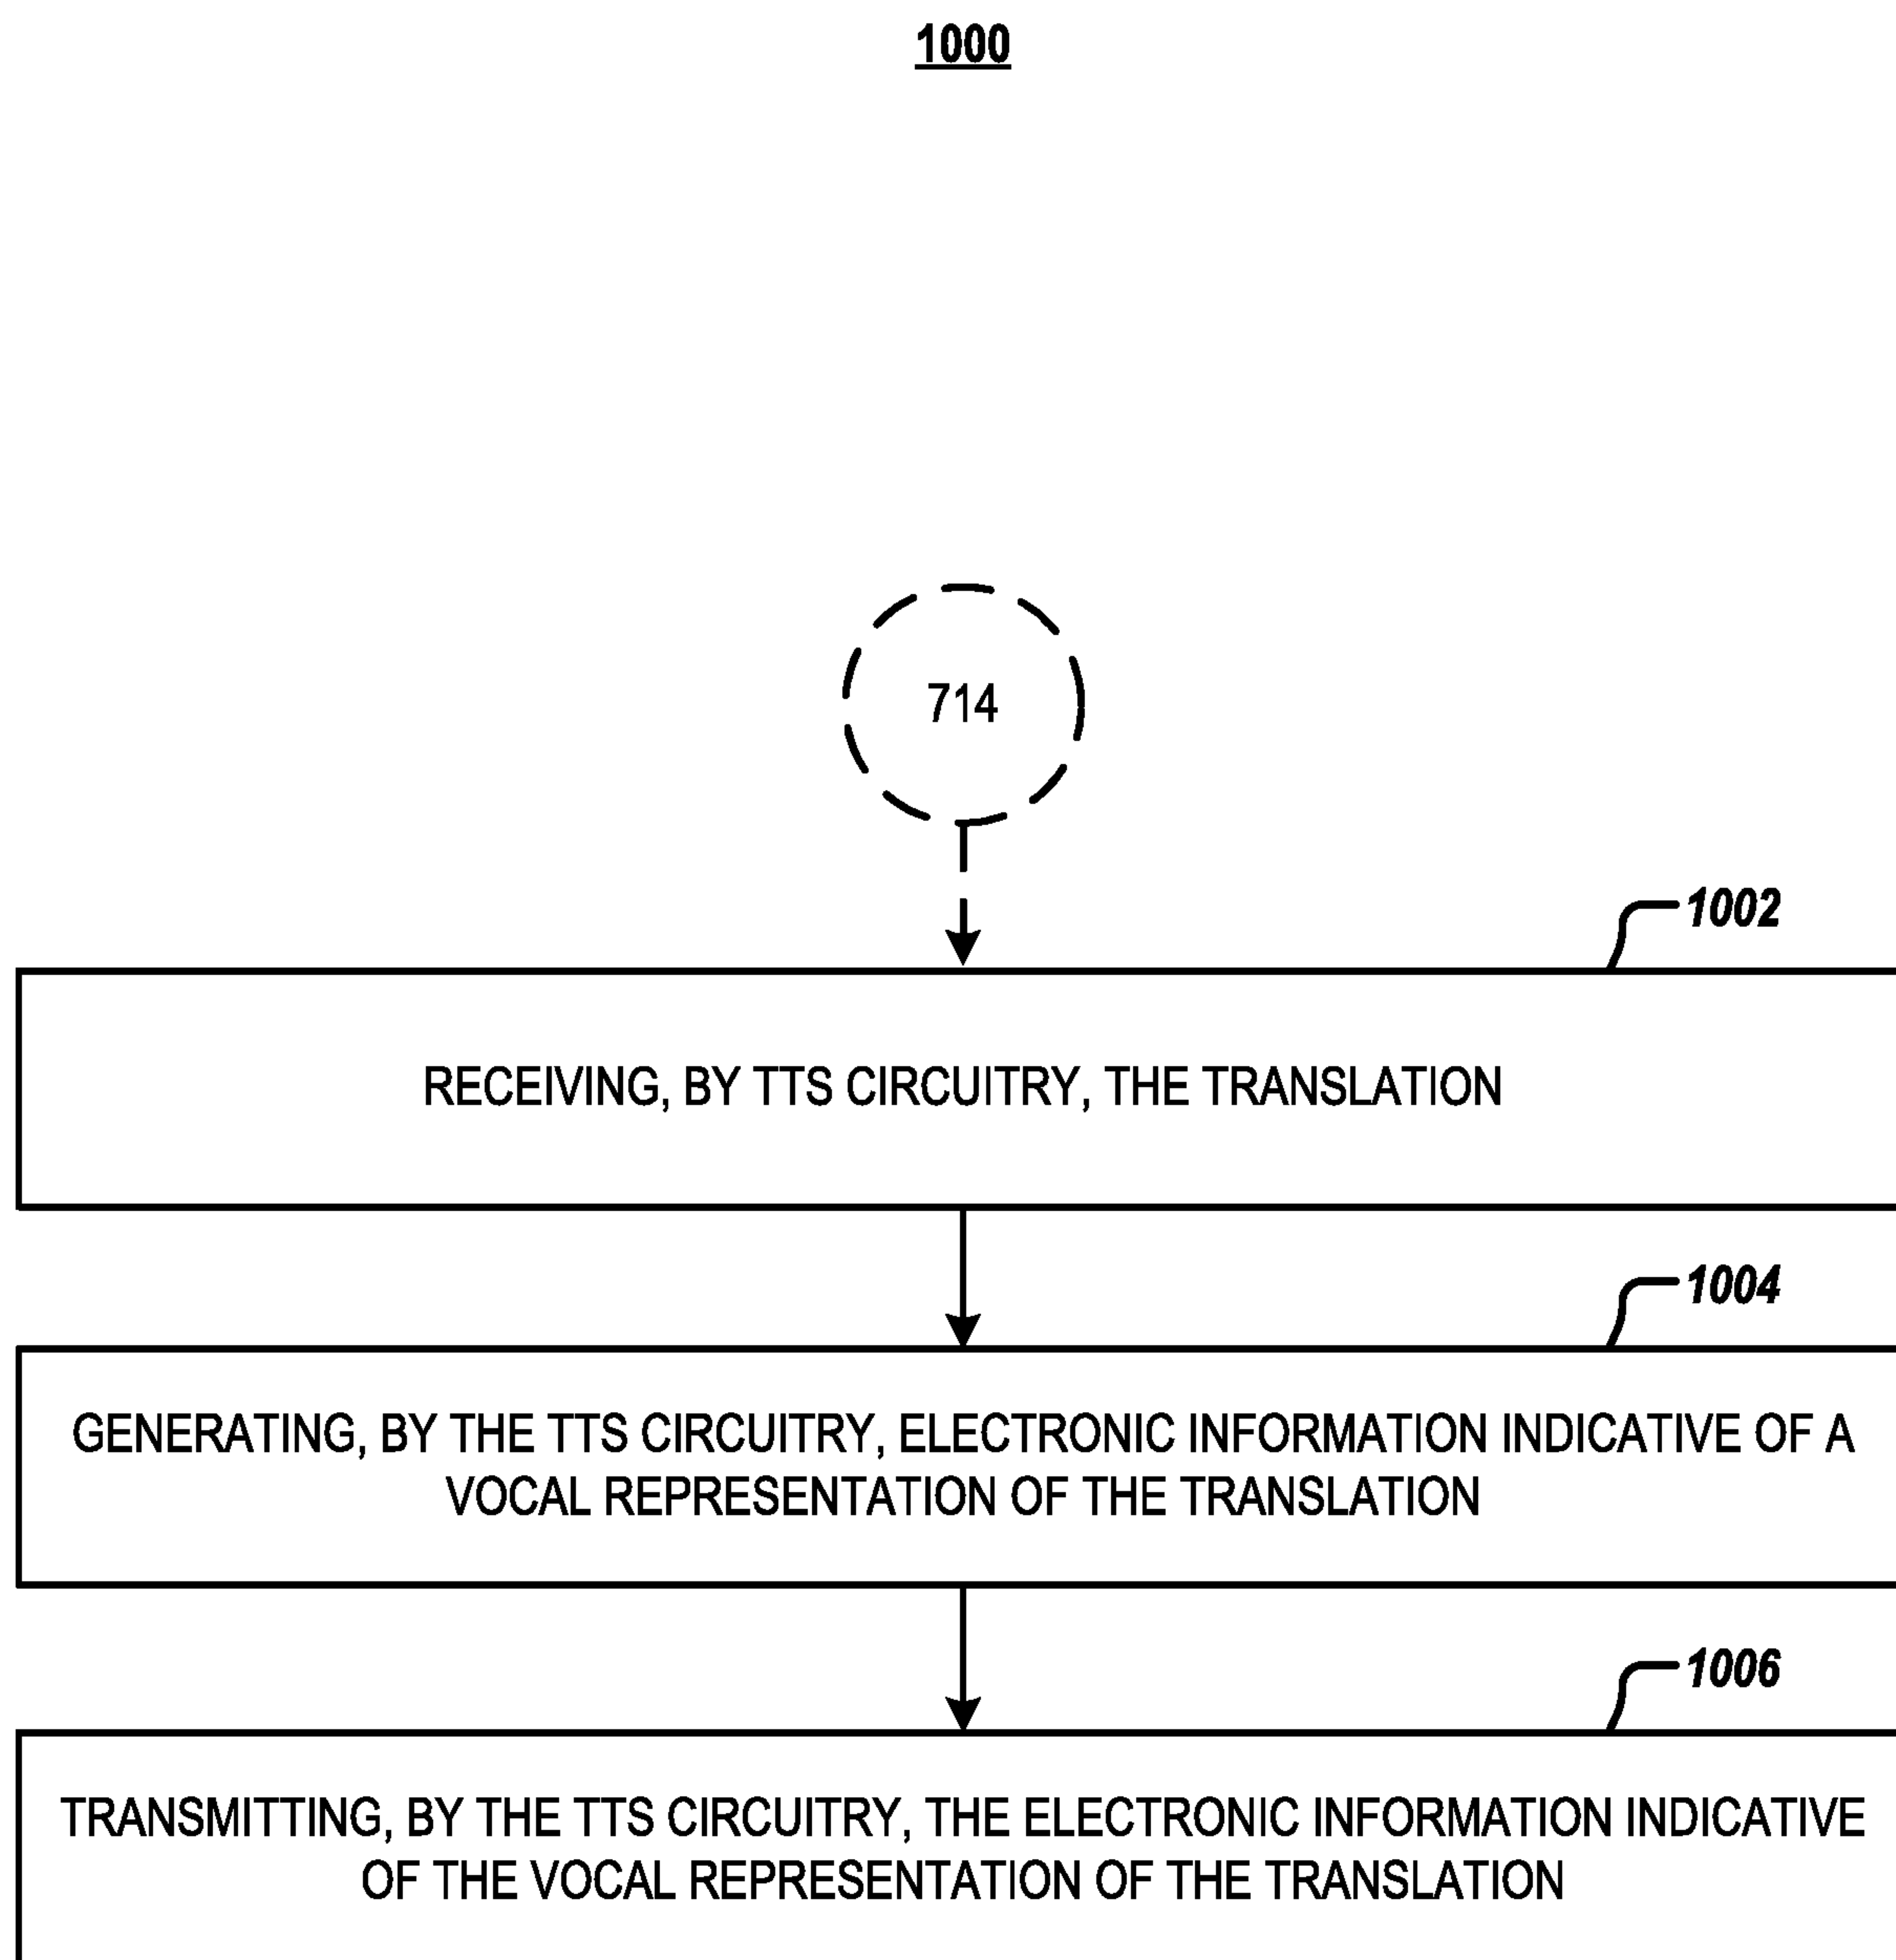 1000
714
1002
RECEIVING, BY TTS CIRCUITRY, THE TRANSLATION
1004
GENERATING, BY THE TTS CIRCUITRY, ELECTRONIC INFORMATION INDICATIVE OF A
VOCAL REPRESENTATION OF THE TRANSLATION
1006
TRANSMITTING, BY THE TTS CIRCUITRY, THE ELECTRONIC INFORMATION INDICATIVE
OF THE VOCAL REPRESENTATION OF THE TRANSLATION